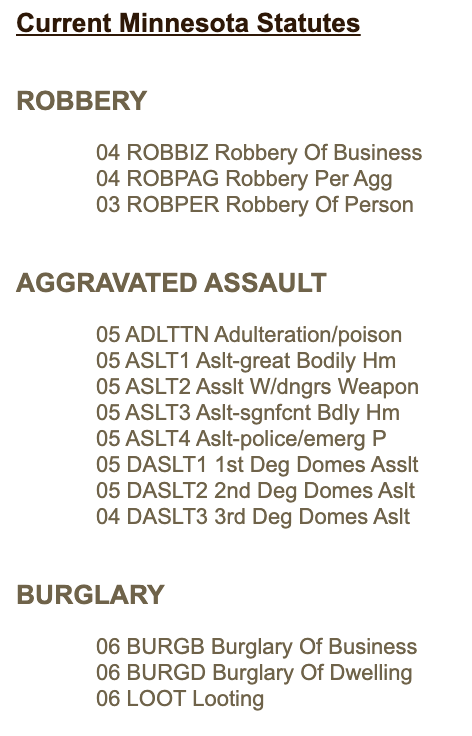 Current Minnesota Statutes
ROBBERY
04 ROBBIZ Robbery Of Business
04 ROBPAG Robbery Per Agg
03 ROBPER Robbery Of Person
AGGRAVATED ASSAULT
05 ADLTTN Adulteration/poison
05 ASLT1 Aslt-great Bodily Hm
05 ASLT2 Asslt W/dngrs Weapon
05 ASLT3 Aslt-sgnfcnt Bdly Hm
05 ASLT4 Aslt-police/emerg P
05 DASLT1 1st Deg Domes Asslt
05 DASLT2 2nd Deg Domes Aslt
04 DASLT3 3rd Deg Domes Aslt
BURGLARY
06 BURGB Burglary Of Business
06 BURGD Burglary Of Dwelling
06 LOOT Looting